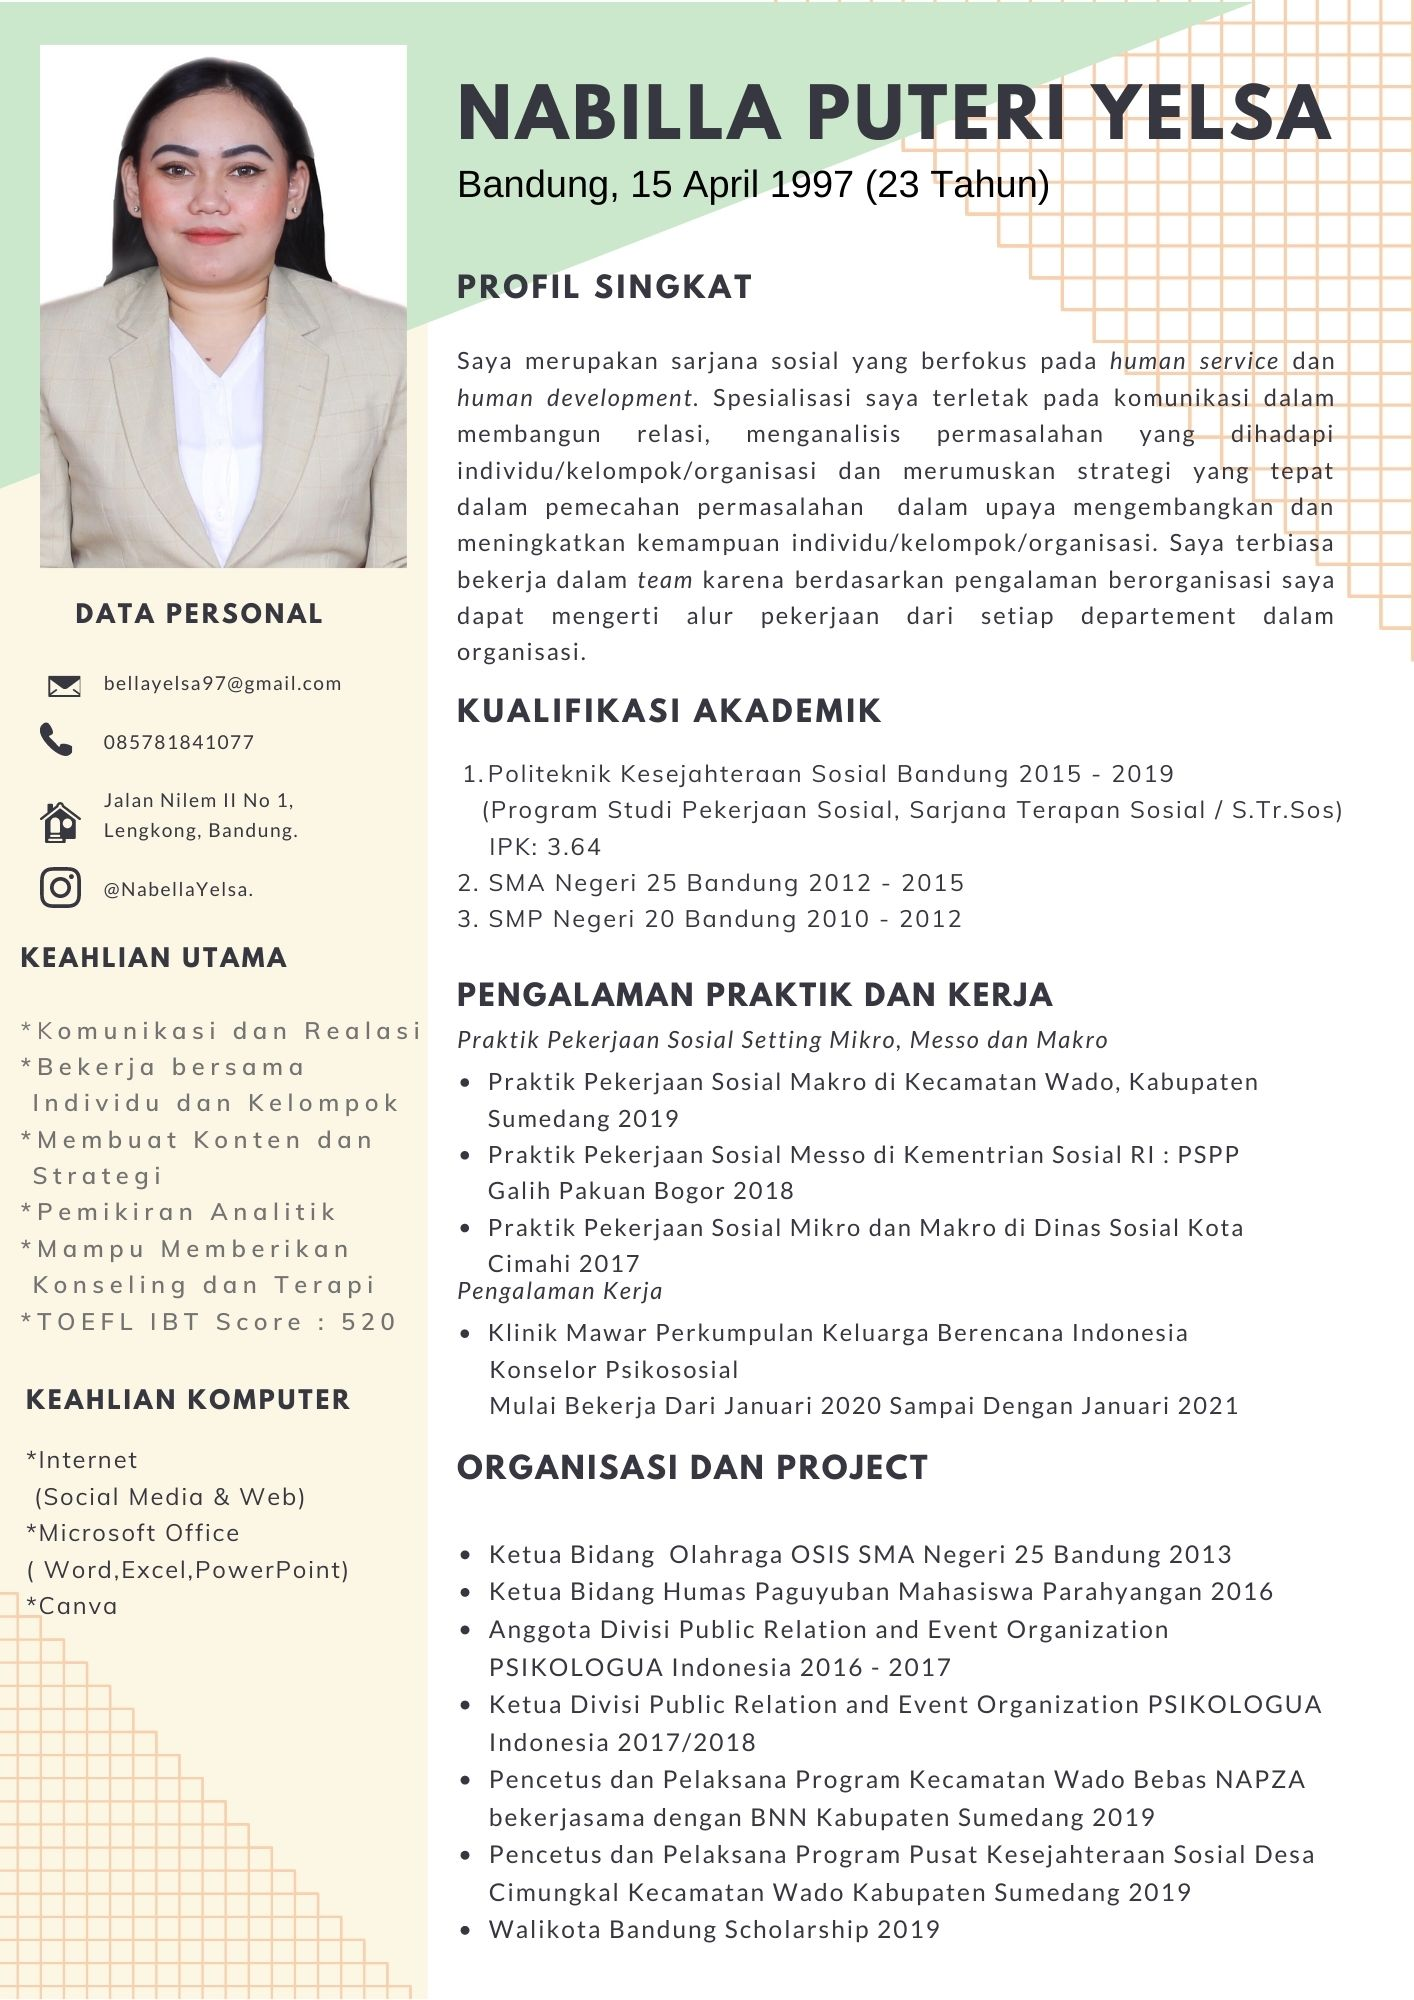 NABILLA PUTERI YELSA
Bandung, 15 April 1997 (23 Tahun)
PROFIL SINGKAT
Saya merupakan sarjana sosial yang berfokus pada human service dan
human development. Spesialisasi saya terletak pada komunikasi dalam
membangun relasi, menganalisis permasalahan yang dihadapi
individu/kelompok/organisasi dan merumuskan strategi yang tepat
dalam pemecahan permasalahan dalam upaya mengembangkan dan
meningkatkan kemampuan individu/kelompok/organisasi. Saya terbiasa
bekerja dalam team karena berdasarkan pengalaman berorganisasi saya
dapat mengerti alur pekerjaan dari setiap departement dalam
organisasi.
KUALIFIKASI AKADEMIK
1. Politeknik Kesejahteraan Sosial Bandung 2015 - 2019
(Program Studi Pekerjaan Sosial, Sarjana Terapan Sosial / S.Tr.Sos)
IPK: 3.64
2. SMA Negeri 25 Bandung 2012 - 2015
3. SMP Negeri 20 Bandung 2010 - 2012
PENGALAMAN PRAKTIK DAN KERJA
Praktik Pekerjaan Sosial Setting Mikro, Messo dan Makro
• Praktik Pekerjaan Sosial Makro di Kecamatan Wado, Kabupaten
Sumedang 2019
• Praktik Pekerjaan Sosial Messo di Kementrian Sosial RI : PSPP
Galih Pakuan Bogor 2018
• Praktik Pekerjaan Sosial Mikro dan Makro di Dinas Sosial Kota
Cimahi 2017
Pengalaman Kerja
• Klinik Mawar Perkumpulan Keluarga Berencana Indonesia
Konselor Psikososial
Mulai Bekerja Dari Januari 2020 Sampai Dengan Januari 2021
ORGANISASI DAN PROJECT
• Ketua Bidang Olahraga OSIS SMA Negeri 25 Bandung 2013
• Ketua Bidang Humas Paguyuban Mahasiswa Parahyangan 2016
• Anggota Divisi Public Relation and Event Organization
PSIKOLOGUA Indonesia 2016 - 2017
• Ketua Divisi Public Relation and Event Organization PSIKOLOGUA
Indonesia 2017/2018
• Pencetus dan Pelaksana Program Kecamatan Wado Bebas NAPZA
bekerjasama dengan BNN Kabupaten Sumedang 2019
• Pencetus dan Pelaksana Program Pusat Kesejahteraan Sosial Desa
Cimungkal Kecamatan Wado Kabupaten Sumedang 2019
• Walikota Bandung Scholarship 2019
DATA PERSONAL
bellayelsa97@gmail.com
085781841077
Jalan Nilem II No 1,
Lengkong, Bandung.
@NabellaYelsa.
KEAHLIAN UTAMA
*Komunikasi dan Realasi
*Bekerja bersama
Individu dan Kelompok
*Membuat Konten dan
Strategi
*Pemikiran Analitik
*Mampu Memberikan
Konseling dan Terapi
*TOEFL IBT Score : 520
KEAHLIAN KOMPUTER
*Internet
(Social Media & Web)
*Microsoft Office
( Word,Excel,PowerPoint)
*Canva